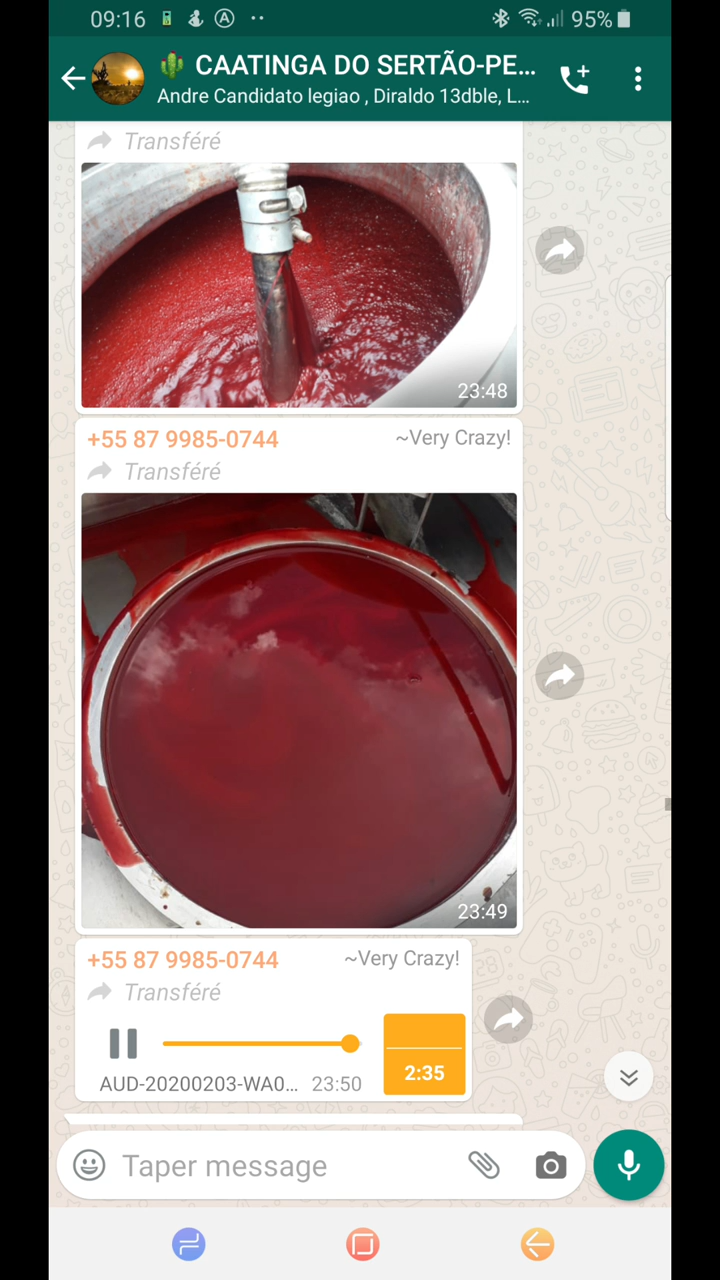 09:16
95%
🌵 CAATINGA DO SERTÃO-PE...
Andre Candidato legiao , Diraldo 13dble, L...
Transféré
23:48
+55 87 9985-0744 ~Very Crazy!
Transféré
23:49
+55 87 9985-0744 ~Very Crazy!
Transféré
2:35
AUD-20200203-WA0... 23:50
Taper message